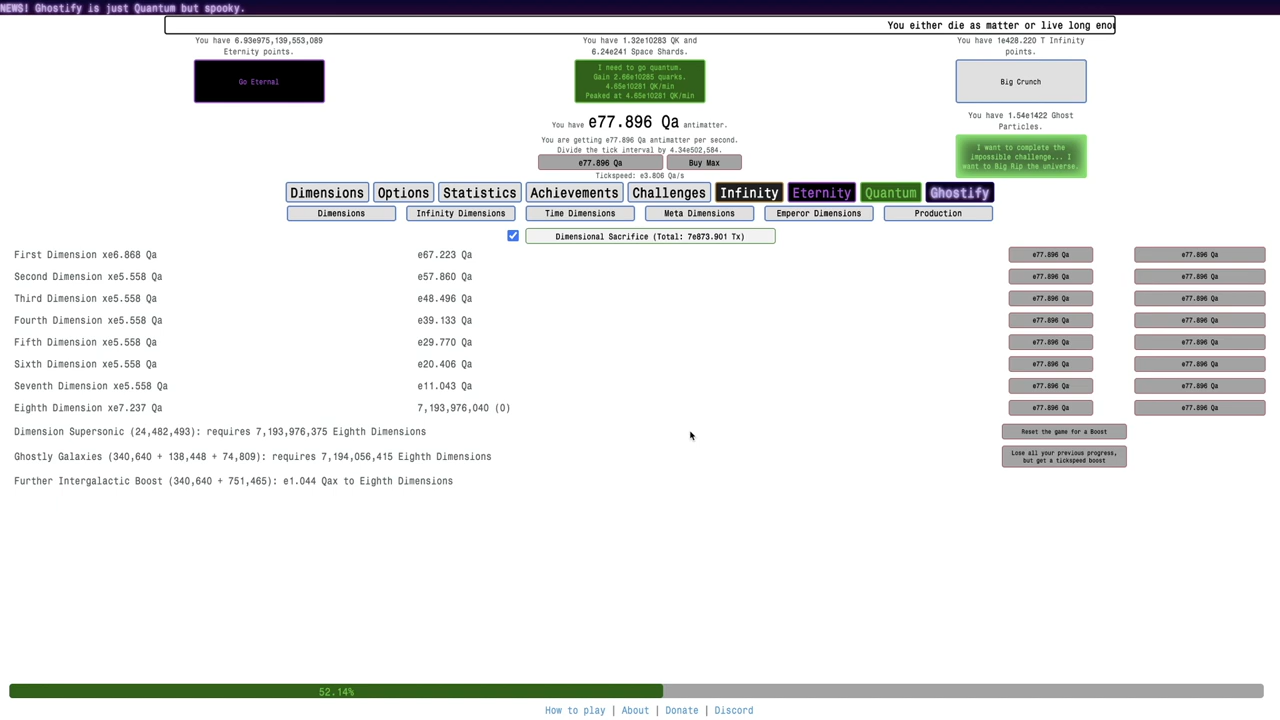 NEWS! Ghostify is just Quantum but spooky.
You either die as matter or live long enou
You have 6.93e975,139,553,089
Eternity points.
Go Eternal
You have 1.32e10283 QK and
6.24e241 Space Shards.
I need to go quantum.
Gain 2.66e10285 quarks.
4.65e10281 QK/min
Peaked at 4.65e10281 QK/min
You have 1e428.220 T Infinity
points.
Big Crunch
You have e77.896 Qa antimatter.
You have 1.54e1422 Ghost
Particles.
You are getting e77.896 Qa antimatter per second.
Divide the tick interval by 4.34e502,584.
I want to complete the
impossible challenge... I
want to Big Rip the universe.
e77.896 Qa
Buy Max
Tickspeed: e3.806 Qa/s
Dimensions Options Statistics Achievements Challenges Infinity Eternity Quantum Ghostify
Dimensions Infinity Dimensions Time Dimensions Meta Dimensions Emperor Dimensions Production
Dimensional Sacrifice (Total: 7e873.901 Tx)
First Dimension xe6.868 Qa e67.223 Qa e77.896 Qa e77.896 Qa
Second Dimension xe5.558 Qa e57.860 Qa e77.896 Qa e77.896 Qa
Third Dimension xe5.558 Qa e48.496 Qa e77.896 Qa e77.896 Qa
Fourth Dimension xe5.558 Qa e39.133 Qa e77.896 Qa e77.896 Qa
Fifth Dimension xe5.558 Qa e29.770 Qa e77.896 Qa e77.896 Qa
Sixth Dimension xe5.558 Qa e20.406 Qa e77.896 Qa e77.896 Qa
Seventh Dimension xe5.558 Qa e11.043 Qa e77.896 Qa e77.896 Qa
Eighth Dimension xe7.237 Qa 7,193,976,040 (0) e77.896 Qa e77.896 Qa
Dimension Supersonic (24,482,493): requires 7,193,976,375 Eighth Dimensions
Reset the game for a Boost
Ghostly Galaxies (340,640 + 138,448 + 74,809): requires 7,194,056,415 Eighth Dimensions
Lose all your previous progress,
but get a tickspeed boost
Further Intergalactic Boost (340,640 + 751,465): e1.044 Qax to Eighth Dimensions
52.14%
How to play | About | Donate | Discord